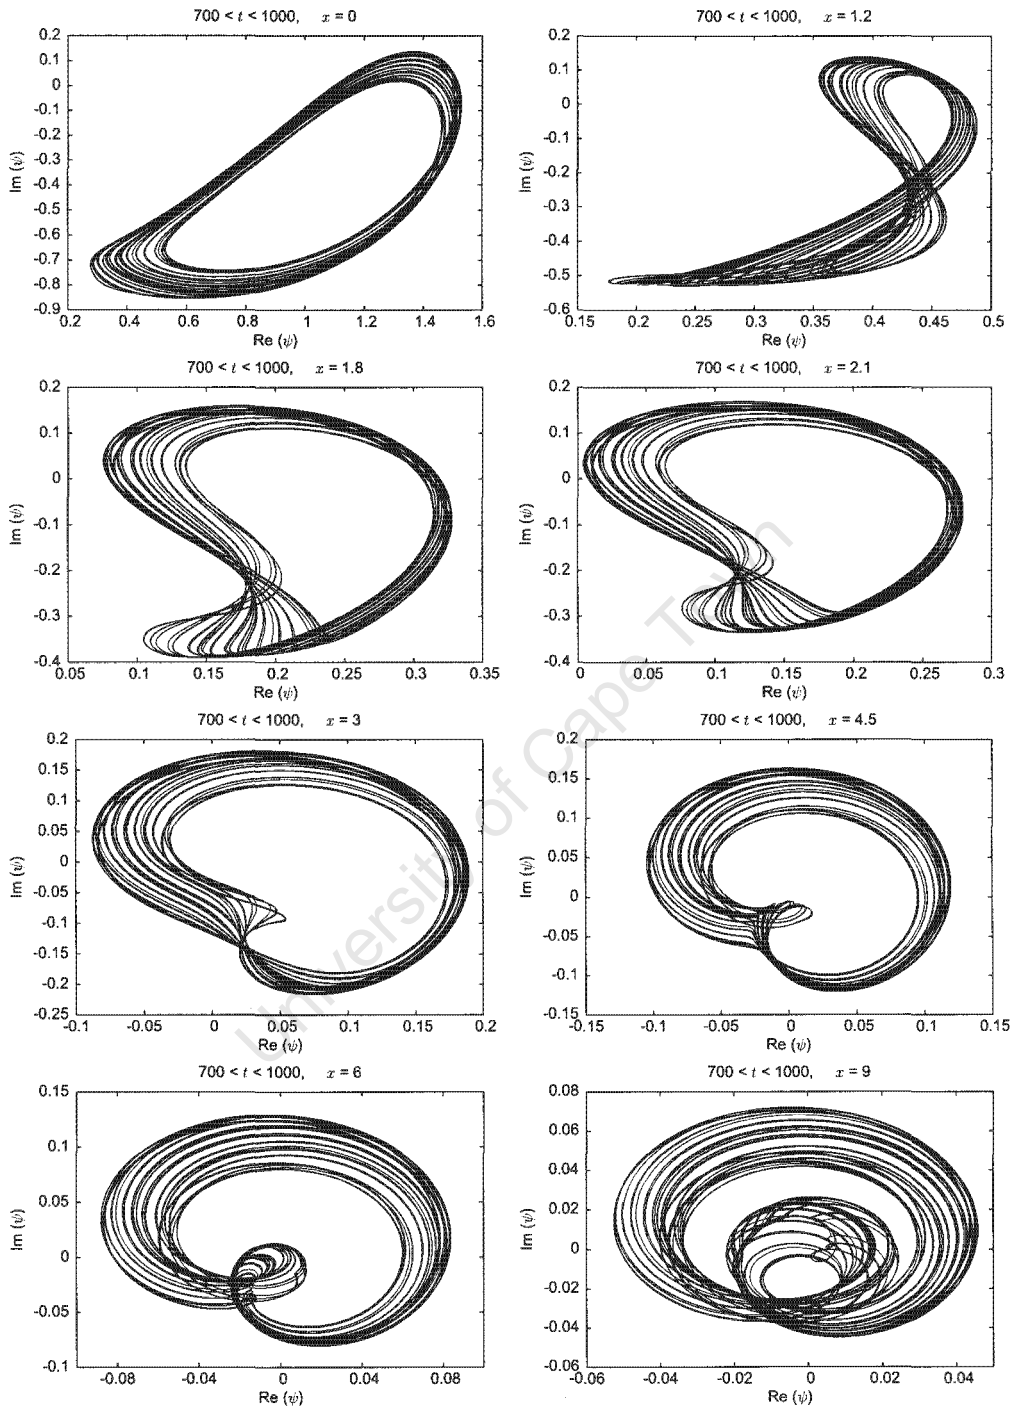 700 < t < 1000, x = 0
0.2
0.1
0
-0.1
-0.2
-0.3
-0.4
-0.5
-0.6
-0.7
-0.8
-0.9
Im (ψ)
0.2 0.4 0.6 0.8 1 1.2 1.4 1.6
Re (ψ)
700 < t < 1000, x = 1.2
0.2
0.1
0
-0.1
-0.2
-0.3
-0.4
-0.5
-0.6
Im (ψ)
0.15 0.2 0.25 0.3 0.35 0.4 0.45 0.5
Re (ψ)
700 < t < 1000, x = 1.8
0.2
0.1
0
-0.1
-0.2
-0.3
-0.4
Im (ψ)
0.05 0.1 0.15 0.2 0.25 0.3 0.35
Re (ψ)
700 < t < 1000, x = 2.1
0.2
0.1
0
-0.1
-0.2
-0.3
-0.4
Im (ψ)
0 0.05 0.1 0.15 0.2 0.25 0.3
Re (ψ)
700 < t < 1000, x = 3
0.2
0.15
0.1
0.05
0
-0.05
-0.1
-0.15
-0.2
-0.25
Im (ψ)
-0.1 -0.05 0 0.05 0.1 0.15 0.2
Re (ψ)
700 < t < 1000, x = 4.5
0.2
0.15
0.1
0.05
0
-0.05
-0.1
-0.15
Im (ψ)
-0.15 -0.1 -0.05 0 0.05 0.1 0.15
Re (ψ)
700 < t < 1000, x = 6
0.15
0.1
0.05
0
-0.05
-0.1
Im (ψ)
-0.08 -0.04 0 0.04 0.08
Re (ψ)
700 < t < 1000, x = 9
0.08
0.06
0.04
0.02
0
-0.02
-0.04
-0.06
Im (ψ)
-0.06 -0.04 -0.02 0 0.02 0.04
Re (ψ)
University of Cape Town